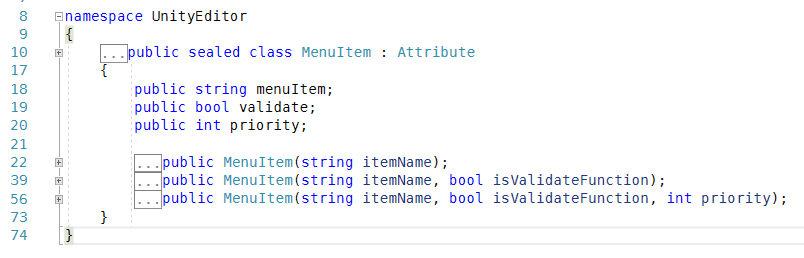 8 namespace UnityEditor
9 {
10 ...public sealed class MenuItem : Attribute
17 {
18 public string menuItem;
19 public bool validate;
20 public int priority;
21
22 ...public MenuItem(string itemName);
39 ...public MenuItem(string itemName, bool isValidateFunction);
56 ...public MenuItem(string itemName, bool isValidateFunction, int priority);
73 }
74 }